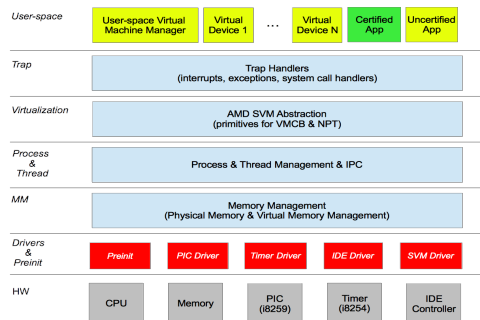 User-space
User-space Virtual
Machine Manager
Virtual
Device 1
...
Virtual
Device N
Certified
App
Uncertified
App
Trap
Trap Handlers
(interrupts, exceptions, system call handlers)
Virtualization
AMD SVM Abstraction
(primitives for VMCB & NPT)
Process
&
Thread
Process & Thread Management & IPC
MM
Memory Management
(Physical Memory & Virtual Memory Management)
Drivers
&
Preinit
Preinit
PIC Driver
Timer Driver
IDE Driver
SVM Driver
HW
CPU
Memory
PIC
(i8259)
Timer
(i8254)
IDE
Controller